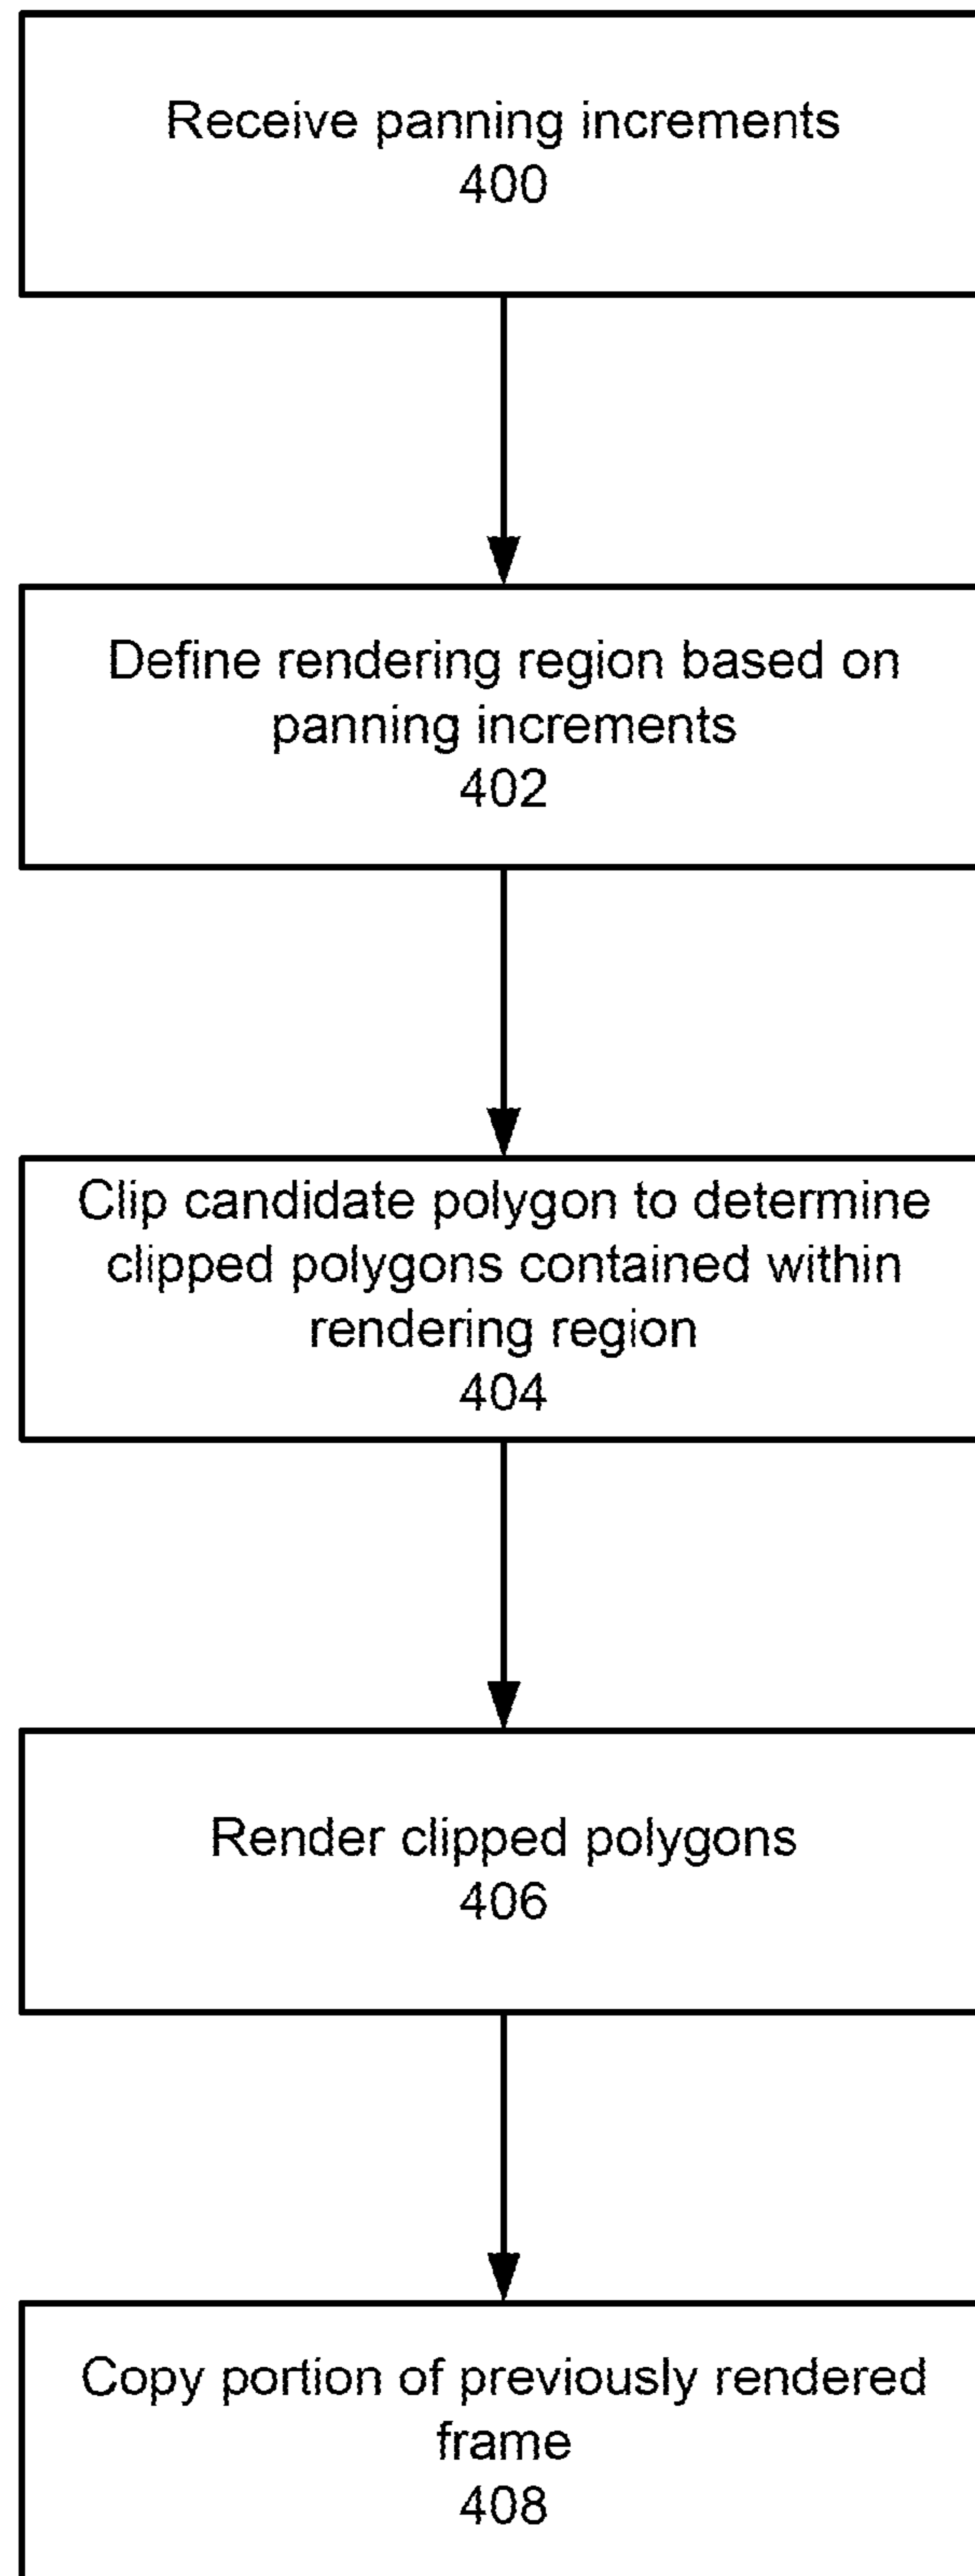 Receive panning increments
400
Define rendering region based on
panning increments
402
Clip candidate polygon to determine
clipped polygons contained within
rendering region
404
Render clipped polygons
406
Copy portion of previously rendered
frame
408